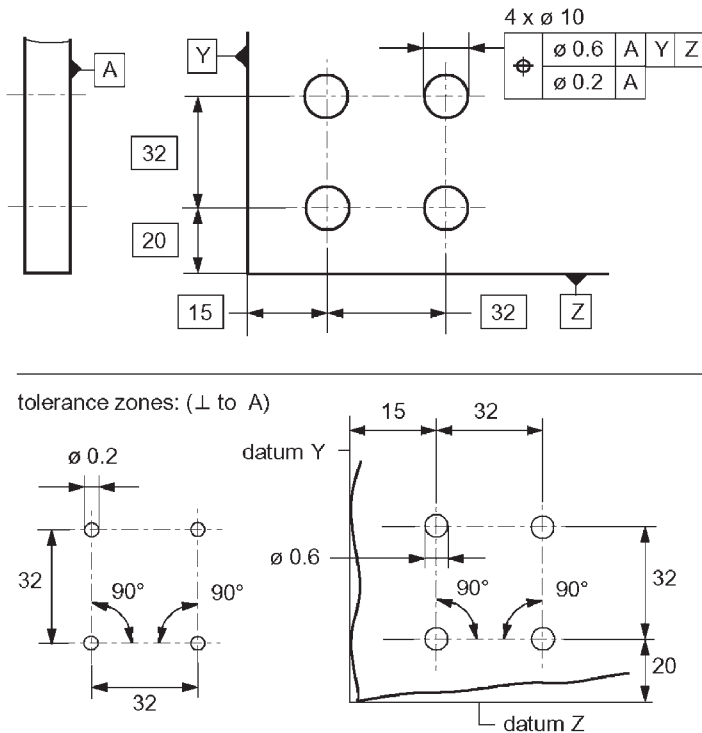 4 x ø 10
⌖ ø 0.6 A Y Z
ø 0.2 A
A
Y
32
20
15
32
Z
tolerance zones: (⊥ to A)
15
32
datum Y
ø 0.2
ø 0.6
32
90°
90°
90°
90°
32
20
32
datum Z